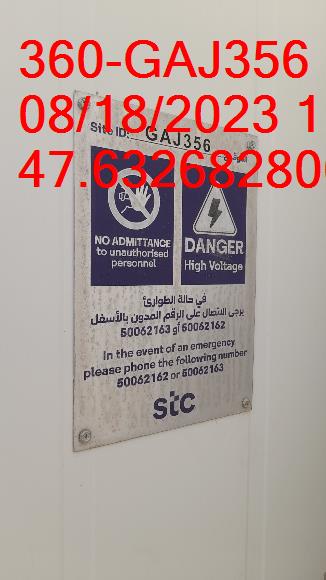 360-GAJ356
08/18/2023 1
47.63268280
Site ID:
GAJ356
NO ADMITTANCE
to unauthorised
personnel
DANGER
High Voltage
في حالة الطوارئ
يرجى الاتصال على الرقم المدون بالأسفل
50062163 أو 50062162
In the event of an emergency
please phone the following number
50062162 or 50062163
stc